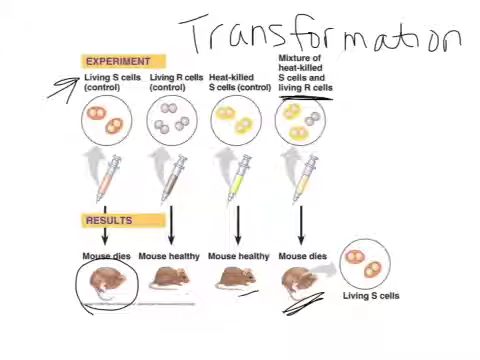 Transformation
EXPERIMENT
Living S cells
(control)
Living R cells
(control)
Heat-killed
S cells (control)
Mixture of
heat-killed
S cells and
living R cells
RESULTS
Mouse dies
Mouse healthy
Mouse healthy
Mouse dies
Living S cells